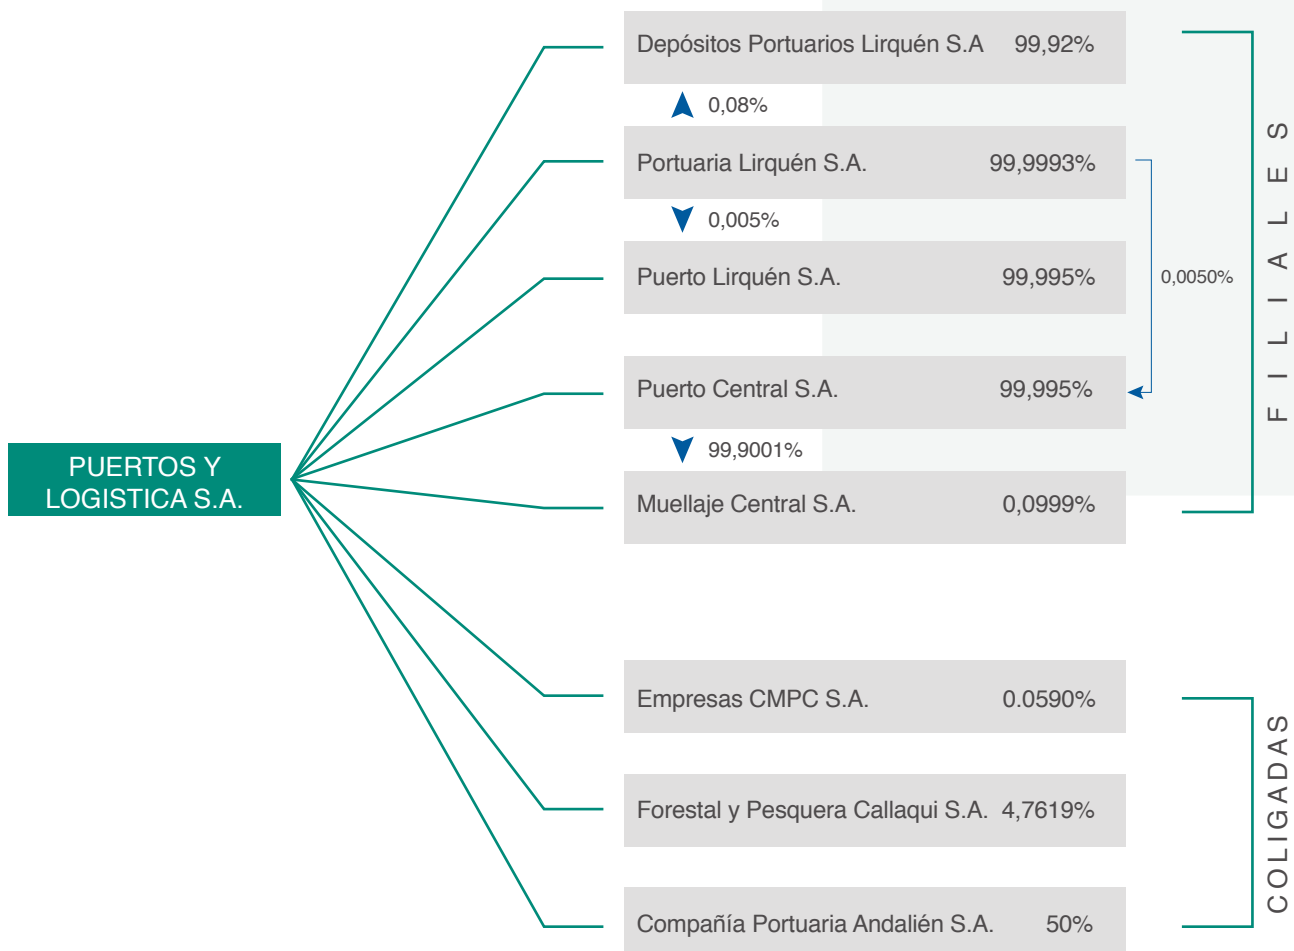 PUERTOS Y
LOGISTICA S.A.
Depósitos Portuarios Lirquén S.A 99,92%
0,08%
Portuaria Lirquén S.A. 99,9993%
0,005%
Puerto Lirquén S.A. 99,995%
0,0050%
Puerto Central S.A. 99,995%
99,9001%
Muellaje Central S.A. 0,0999%
FILIALES
Empresas CMPC S.A. 0.0590%
Forestal y Pesquera Callaqui S.A. 4,7619%
Compañía Portuaria Andalién S.A. 50%
COLIGADAS